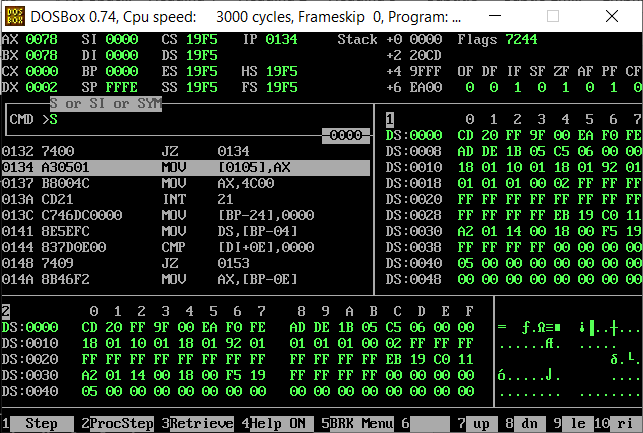 DOSBox 0.74, Cpu speed: 3000 cycles, Frameskip 0, Program: ...
AX 0078 SI 0000 CS 19F5 IP 0134 Stack +0 0000 Flags 7244
BX 0078 DI 0000 DS 19F5 +2 20CD
CX 0000 BP 0000 ES 19F5 HS 19F5 +4 9FFF OF DF IF SF ZF AF PF CF
DX 0002 SP FFFE SS 19F5 FS 19F5 +6 EA00 0 0 1 0 1 0 1 0
S or SI or SYM
CMD >S
0000
0132 7400 JZ 0134
0134 A30501 MOV [0105],AX
0137 B8004C MOV AX,4C00
013A CD21 INT 21
013C C746DC0000 MOV [BP-24],0000
0141 8E5EFC MOV DS,[BP-04]
0144 837D0E00 CMP [DI+0E],0000
0148 7409 JZ 0153
014A 8B46F2 MOV AX,[BP-0E]
1 0 1 2 3 4 5 6 7
DS:0000 CD 20 FF 9F 00 EA F0 FE
DS:0008 AD DE 1B 05 C5 06 00 00
DS:0010 18 01 10 01 18 01 92 01
DS:0018 01 01 01 00 02 FF FF FF
DS:0020 FF FF FF FF FF FF FF FF
DS:0028 FF FF FF FF EB 19 C0 11
DS:0030 A2 01 14 00 18 00 F5 19
DS:0038 FF FF FF FF 00 00 00 00
DS:0040 05 00 00 00 00 00 00 00
DS:0048 00 00 00 00 00 00 00 00
2 0 1 2 3 4 5 6 7 8 9 A B C D E F
DS:0000 CD 20 FF 9F 00 EA F0 FE AD DE 1B 05 C5 06 00 00
DS:0010 18 01 10 01 18 01 92 01 01 01 01 00 02 FF FF FF
DS:0020 FF FF FF FF FF FF FF FF FF FF FF FF EB 19 C0 11
DS:0030 A2 01 14 00 18 00 F5 19 FF FF FF FF 00 00 00 00
DS:0040 05 00 00 00 00 00 00 00 00 00 00 00 00 00 00 00
= ƒ.Ω≡■ ¡▐..┼...
......ff. .....
δ.└.
ó.....J. ....
........ ........
1 Step 2ProcStep 3Retrieve 4Help ON 5BRK Menu 6 7 up 8 dn 9 le 10 ri